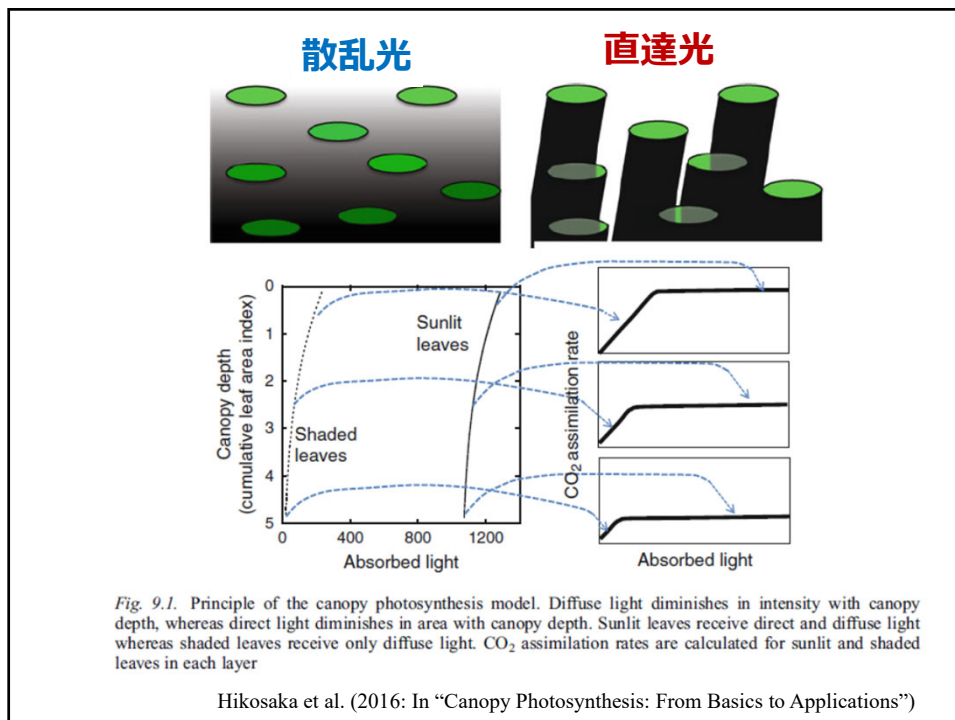 散乱光
直達光
0
1
2
3
4
5
Canopy depth
(cumulative leaf area index)
Sunlit
leaves
Shaded
leaves
0
400
800
1200
Absorbed light
CO₂ assimilation rate
Absorbed light
Fig. 9.1. Principle of the canopy photosynthesis model. Diffuse light diminishes in intensity with canopy
depth, whereas direct light diminishes in area with canopy depth. Sunlit leaves receive direct and diffuse light
whereas shaded leaves receive only diffuse light. CO₂ assimilation rates are calculated for sunlit and shaded
leaves in each layer
Hikosaka et al. (2016: In “Canopy Photosynthesis: From Basics to Applications”)